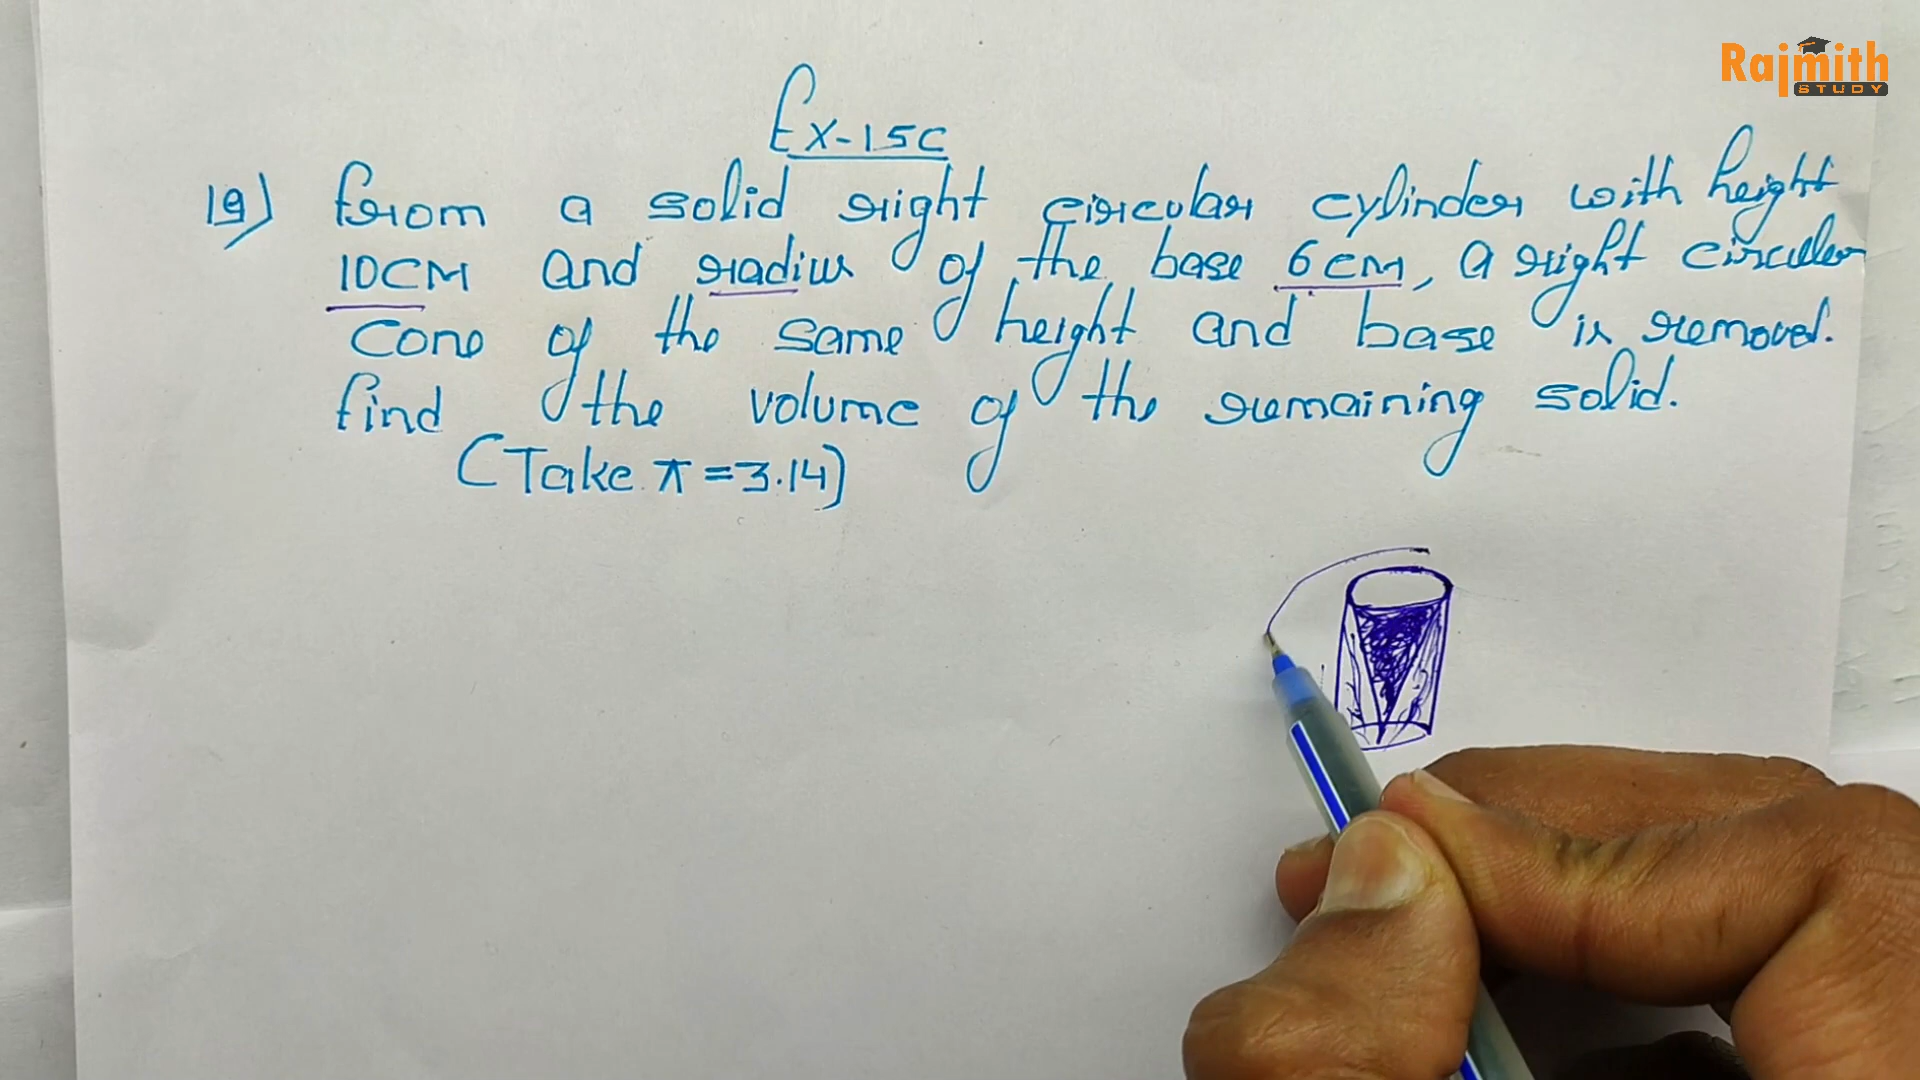 Rajmith
STUDY
Ex-15C
19) from a solid right circular cylinder with height
10CM and radius of the base 6cm, a right circular
cone of the same height and base is removed.
find the volume of the remaining solid.
(Take π = 3.14)